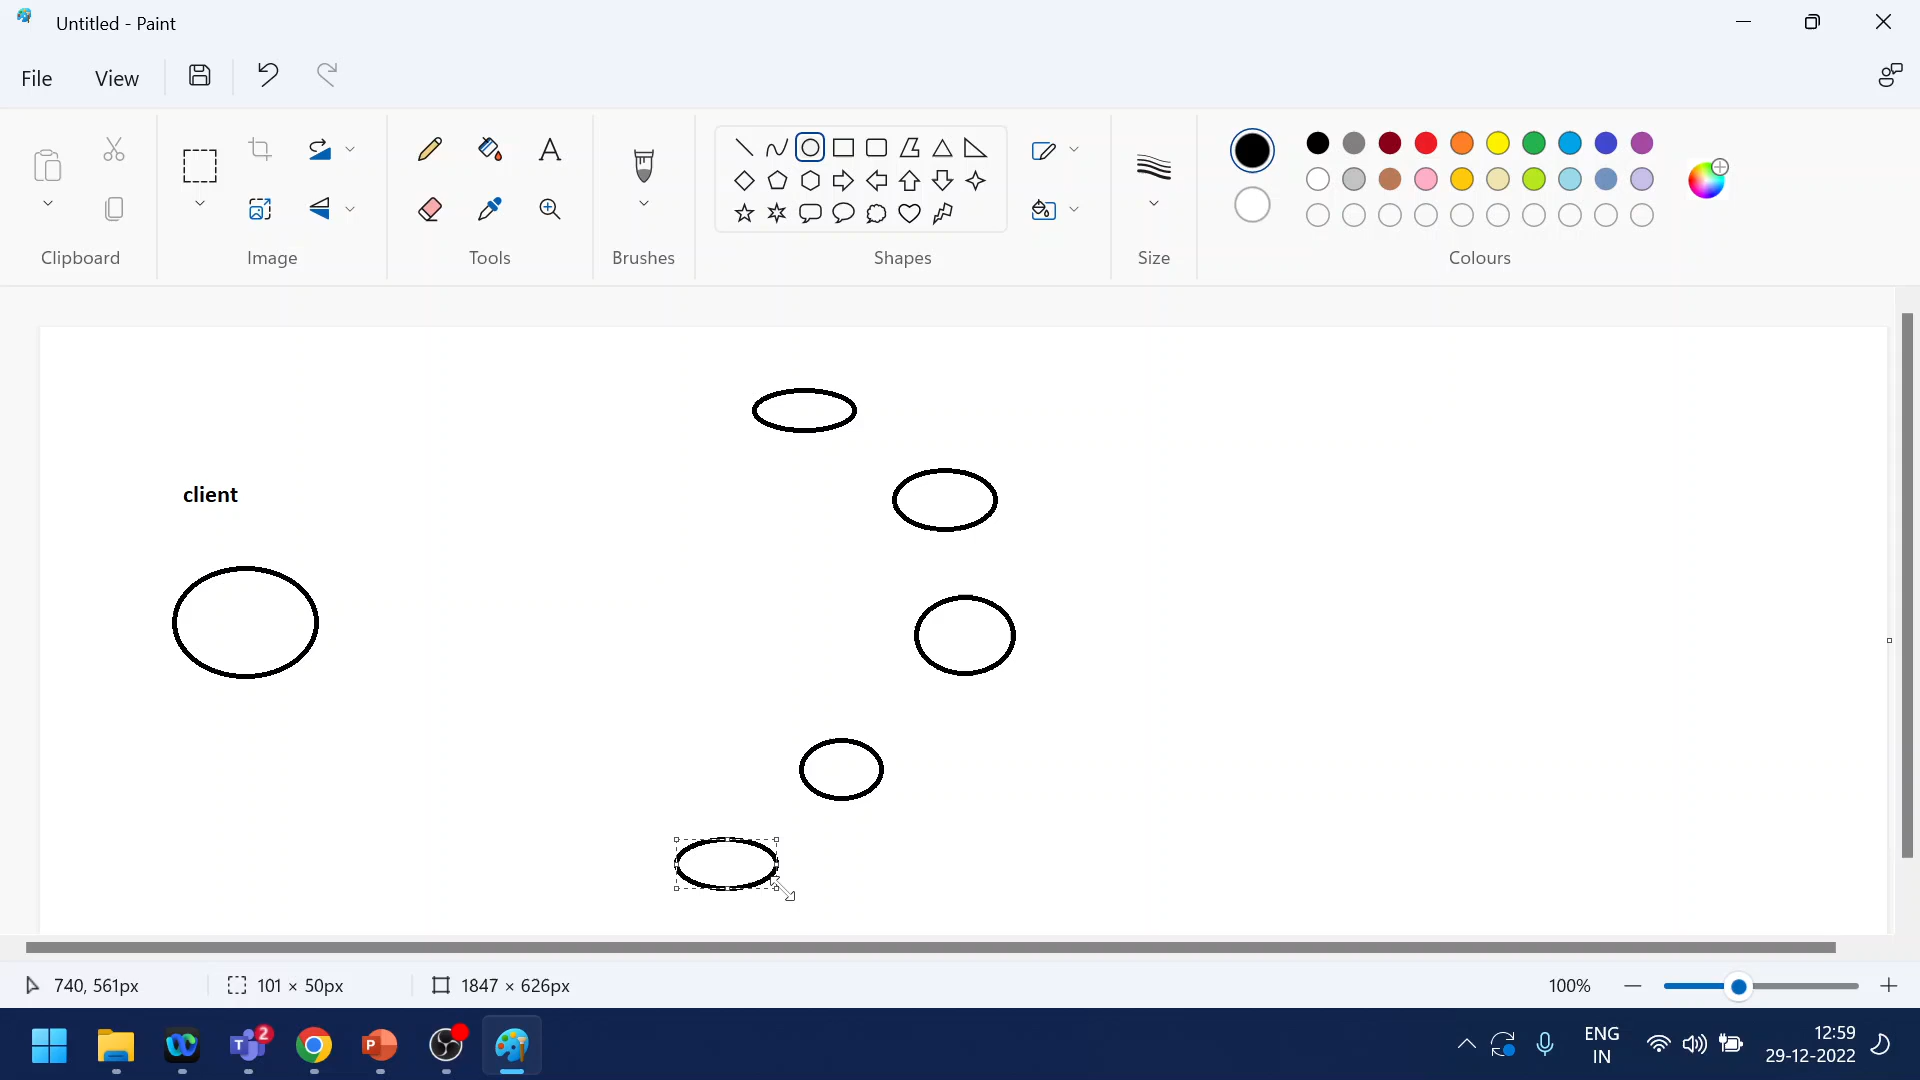 Untitled - Paint
File View
Clipboard Image Tools Brushes Shapes Size Colours
client
740, 561px 101 × 50px 1847 × 626px 100%
2 P ENG 12:59
IN 29-12-2022